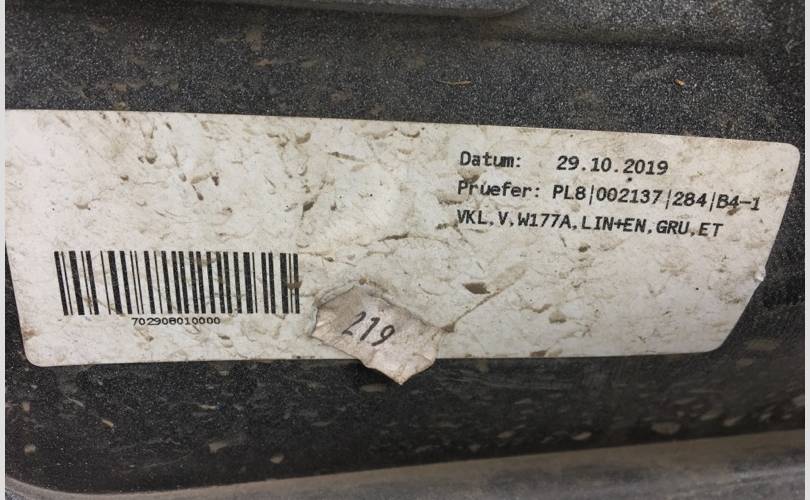 Datum: 29.10.2019
Pruefer: PL8|002137|284|B4-1
VKL,V,W177A,LIN+EN,GRU,ET
702908010000
219